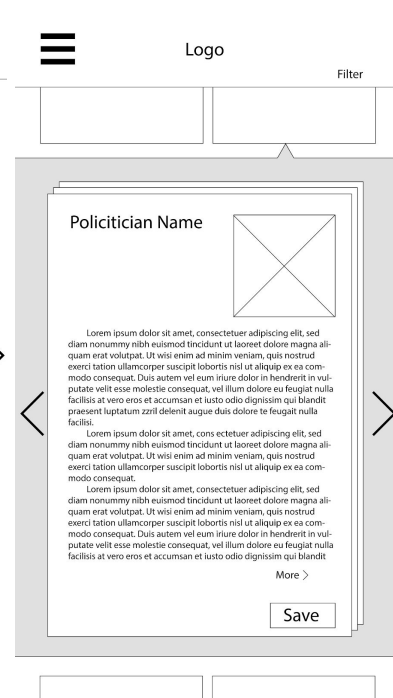 Logo
Filter
Policitician Name
Lorem ipsum dolor sit amet, consectetuer adipiscing elit, sed
diam nonummy nibh euismod tincidunt ut laoreet dolore magna ali-
quam erat volutpat. Ut wisi enim ad minim veniam, quis nostrud
exerci tation ullamcorper suscipit lobortis nisl ut aliquip ex ea com-
modo consequat. Duis autem vel eum iriure dolor in hendrerit in vul-
putate velit esse molestie consequat, vel illum dolore eu feugiat nulla
facilisis at vero eros et accumsan et iusto odio dignissim qui blandit
praesent luptatum zzril delenit augue duis dolore te feugait nulla
facilisi.
Lorem ipsum dolor sit amet, cons ectetuer adipiscing elit, sed
diam nonummy nibh euismod tincidunt ut laoreet dolore magna ali-
quam erat volutpat. Ut wisi enim ad minim veniam, quis nostrud
exerci tation ullamcorper suscipit lobortis nisl ut aliquip ex ea com-
modo consequat.
Lorem ipsum dolor sit amet, consectetuer adipiscing elit, sed
diam nonummy nibh euismod tincidunt ut laoreet dolore magna ali-
quam erat volutpat. Ut wisi enim ad minim veniam, quis nostrud
exerci tation ullamcorper suscipit lobortis nisl ut aliquip ex ea com-
modo consequat. Duis autem vel eum iriure dolor in hendrerit in vul-
putate velit esse molestie consequat, vel illum dolore eu feugiat nulla
facilisis at vero eros et accumsan et iusto odio dignissim qui blandit
More >
Save